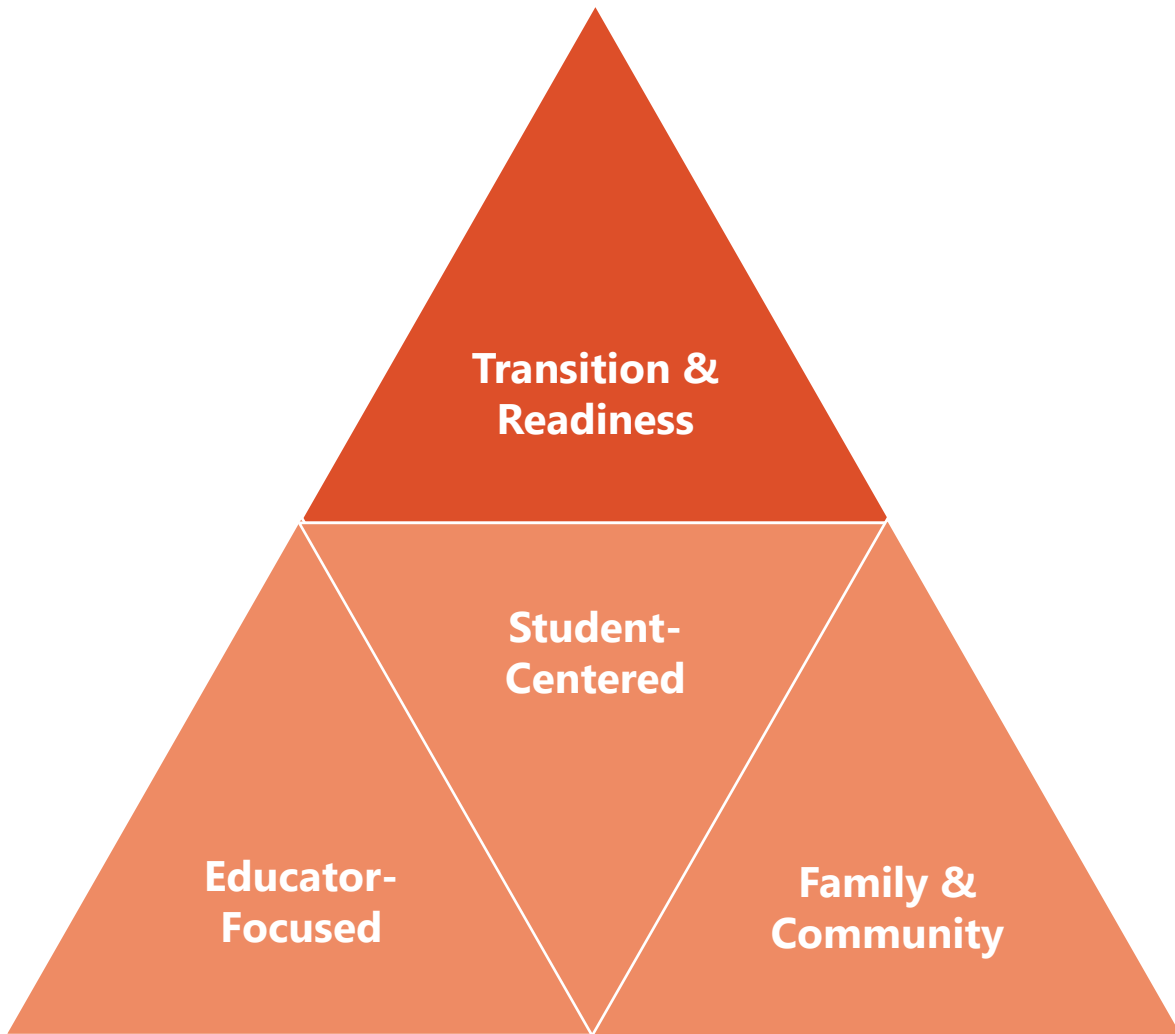 Transition &
Readiness
Student-
Centered
Educator-
Focused
Family &
Community